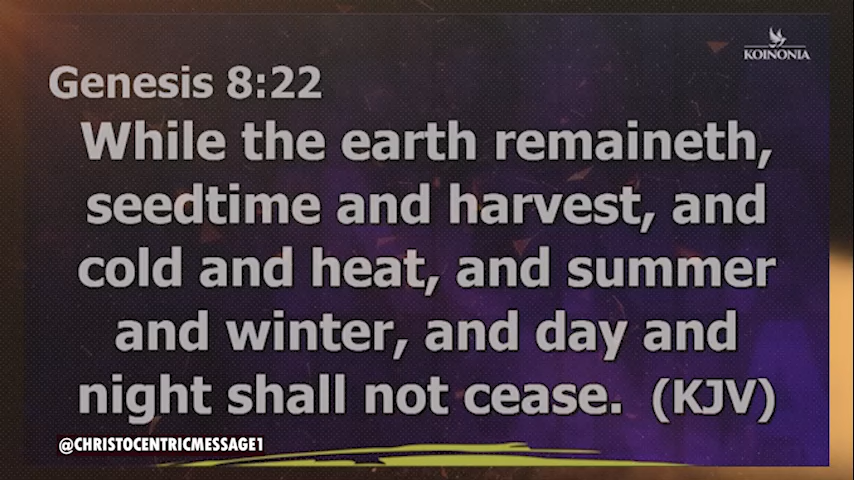 KOINONIA
Genesis 8:22
While the earth remaineth,
seedtime and harvest, and
cold and heat, and summer
and winter, and day and
night shall not cease. (KJV)
@CHRISTOCENTRICMESSAGE1